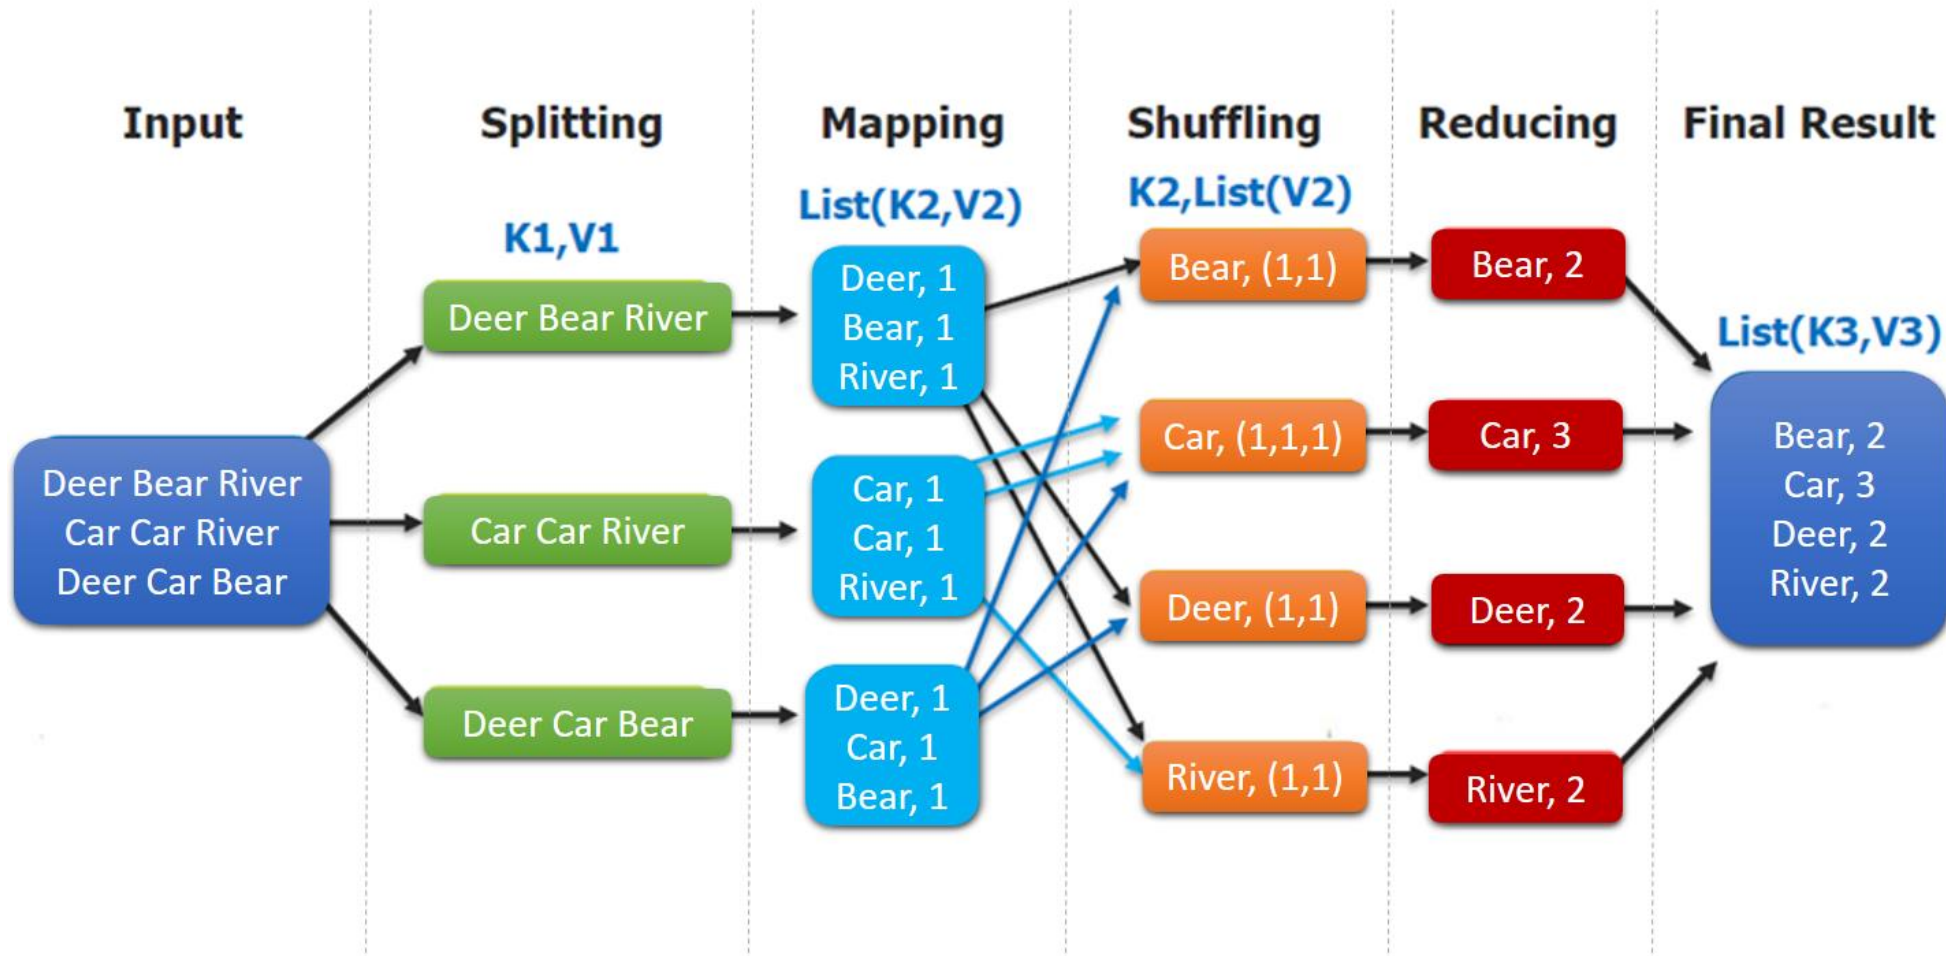 Input
Splitting
Mapping
Shuffling
Reducing
Final Result
K1,V1
List(K2,V2)
K2,List(V2)
List(K3,V3)
Deer Bear River
Car Car River
Deer Car Bear
Deer Bear River
Car Car River
Deer Car Bear
Deer, 1
Bear, 1
River, 1
Car, 1
Car, 1
River, 1
Deer, 1
Car, 1
Bear, 1
Bear, (1,1)
Car, (1,1,1)
Deer, (1,1)
River, (1,1)
Bear, 2
Car, 3
Deer, 2
River, 2
Bear, 2
Car, 3
Deer, 2
River, 2